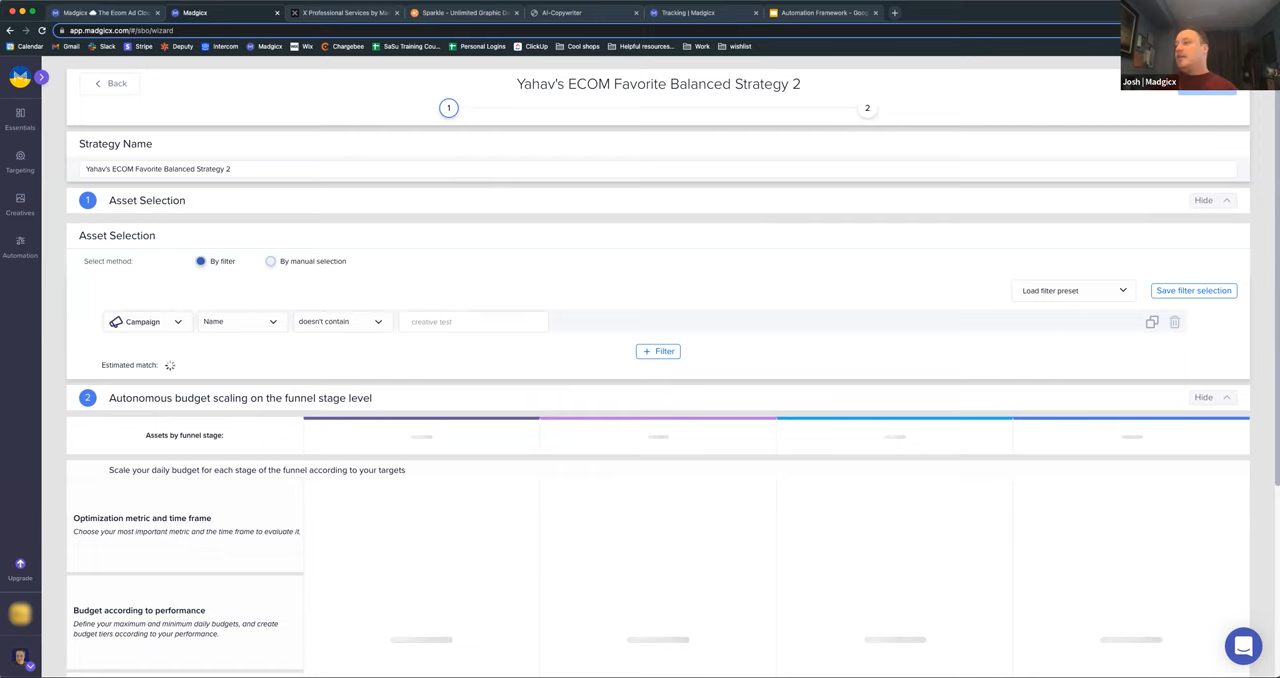 Madgicx ☁ The Ecom Ad Clou
Madgicx
X Professional Services by Ma
Sparkle - Unlimited Graphic D
AI-Copywriter
Tracking | Madgicx
Automation Framework - Goog
app.madgicx.com/#/sbo/wizard
Calendar
Gmail
Slack
Stripe
Deputy
Intercom
Madgicx
Wix
Chargebee
SaSu Training Cou...
Personal Logins
ClickUp
Cool shops
Helpful resources...
Work
wishlist
Josh | Madgicx
Essentials
Targeting
Creatives
Automation
Upgrade
Back
Yahav's ECOM Favorite Balanced Strategy 2
1
2
Strategy Name
Yahav's ECOM Favorite Balanced Strategy 2
1 Asset Selection
Hide
Asset Selection
Select method:
By filter
By manual selection
Load filter preset
Save filter selection
Campaign
Name
doesn't contain
creative test
+ Filter
Estimated match:
2 Autonomous budget scaling on the funnel stage level
Hide
Assets by funnel stage:
Scale your daily budget for each stage of the funnel according to your targets
Optimization metric and time frame
Choose your most important metric and the time frame to evaluate it.
Budget according to performance
Define your maximum and minimum daily budgets, and create
budget tiers according to your performance.